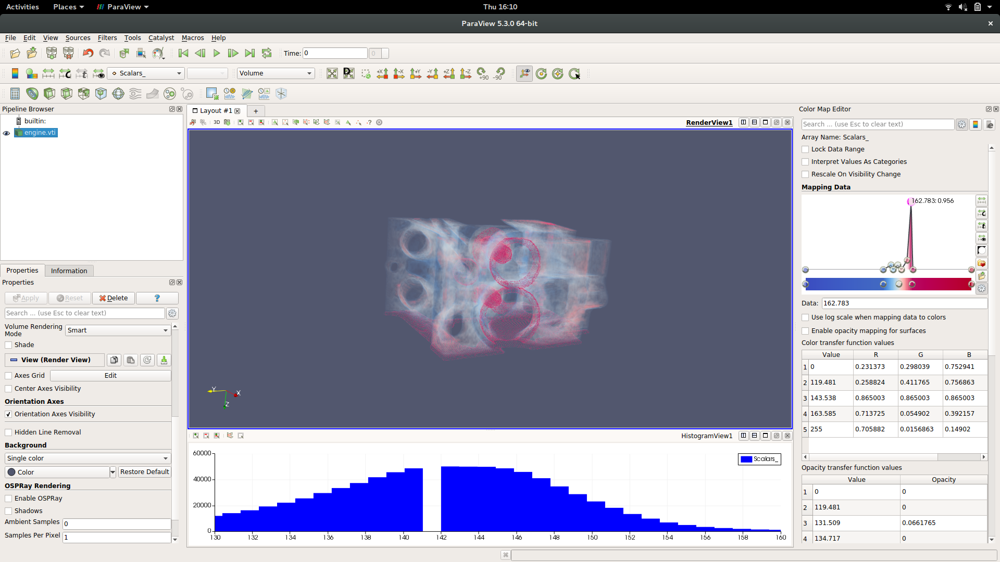 Activities Places ParaView Thu 16:10
ParaView 5.3.0 64-bit
File Edit View Sources Filters Tools Catalyst Macros Help
Time: 0 0
Scalars_ Volume D +X -X +Y -Y +Z -Z +90 -90
Pipeline Browser
builtin:
engine.vti
Properties Information
Properties
Apply Reset Delete ?
Search ... (use Esc to clear text)
Volume Rendering
Mode Smart
Shade
View (Render View)
Axes Grid Edit
Center Axes Visibility
Orientation Axes
Orientation Axes Visibility
Hidden Line Removal
Background
Single color
Color Restore Default
OSPRay Rendering
Enable OSPRay
Shadows
Ambient Samples 0
Samples Per Pixel 1
Layout #1 +
3D ? RenderView1
Y X
Z
HistogramView1
Scalars_
60000
40000
20000
0
130 132 134 136 138 140 142 144 146 148 150 152 154 156 158 160
Color Map Editor
Search ... (use Esc to clear text)
Array Name: Scalars_
Lock Data Range
Interpret Values As Categories
Rescale On Visibility Change
Mapping Data
162.783: 0.956
Data: 162.783
Use log scale when mapping data to colors
Enable opacity mapping for surfaces
Color transfer function values
Value R G B
1 0 0.231373 0.298039 0.752941
2 119.481 0.258824 0.411765 0.756863
3 143.538 0.865003 0.865003 0.865003
4 163.585 0.713725 0.054902 0.392157
5 255 0.705882 0.0156863 0.14902
Opacity transfer function values
Value Opacity
1 0 0
2 119.481 0
3 131.509 0.0661765
4 134.717 0